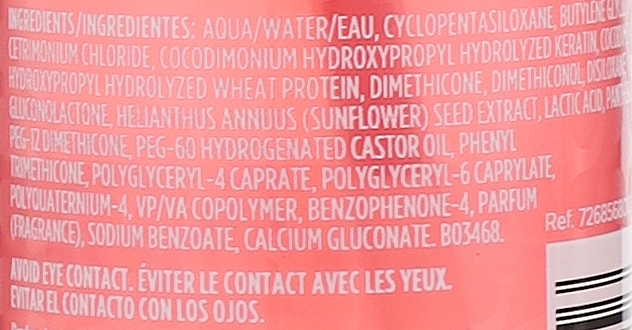 INGREDIENTS/INGREDIENTES: AQUA/WATER/EAU, CYCLOPENTASILOXANE, BUTYLENE
CETRIMONIUM CHLORIDE, COCODIMONIUM HYDROXYPROPYL HYDROLYZED KERATIN,
HYDROXYPROPYL HYDROLYZED WHEAT PROTEIN, DIMETHICONE, DIMETHICONOL,
GLUCONOLACTONE, HELIANTHUS ANNUUS (SUNFLOWER) SEED EXTRACT, LACTIC ACID,
PEG-12 DIMETHICONE, PEG-60 HYDROGENATED CASTOR OIL, PHENYL
TRIMETHICONE, POLYGLYCERYL-4 CAPRATE, POLYGLYCERYL-6 CAPRYLATE,
POLYQUATERNIUM-4, VP/VA COPOLYMER, BENZOPHENONE-4, PARFUM
(FRAGRANCE), SODIUM BENZOATE, CALCIUM GLUCONATE. B03468.
Ref. 7268568
AVOID EYE CONTACT. ÉVITER LE CONTACT AVEC LES YEUX.
EVITAR EL CONTACTO CON LOS OJOS.